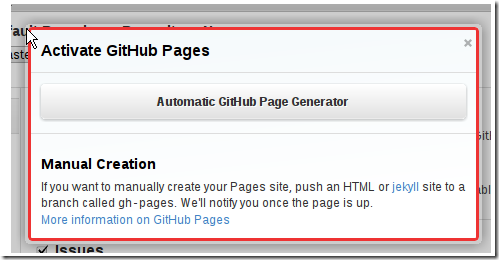 Activate GitHub Pages
×
Automatic GitHub Page Generator
Manual Creation
If you want to manually create your Pages site, push an HTML or jekyll site to a
branch called gh-pages. We'll notify you once the page is up.
More information on GitHub Pages
✓ Issues